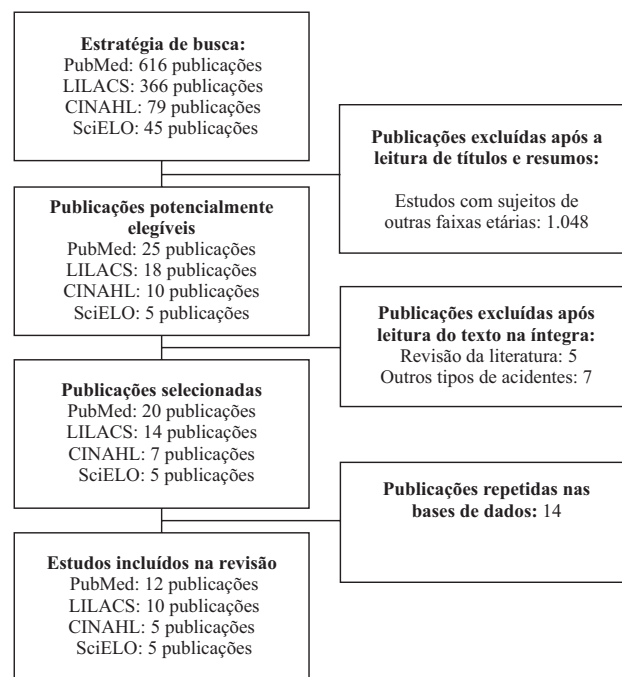 Estratégia de busca:
PubMed: 616 publicações
LILACS: 366 publicações
CINAHL: 79 publicações
SciELO: 45 publicações
Publicações excluídas após a
leitura de títulos e resumos:
Estudos com sujeitos de
outras faixas etárias: 1.048
Publicações potencialmente
elegíveis
PubMed: 25 publicações
LILACS: 18 publicações
CINAHL: 10 publicações
SciELO: 5 publicações
Publicações excluídas após
leitura do texto na íntegra:
Revisão da literatura: 5
Outros tipos de acidentes: 7
Publicações selecionadas
PubMed: 20 publicações
LILACS: 14 publicações
CINAHL: 7 publicações
SciELO: 5 publicações
Publicações repetidas nas
bases de dados: 14
Estudos incluídos na revisão
PubMed: 12 publicações
LILACS: 10 publicações
CINAHL: 5 publicações
SciELO: 5 publicações